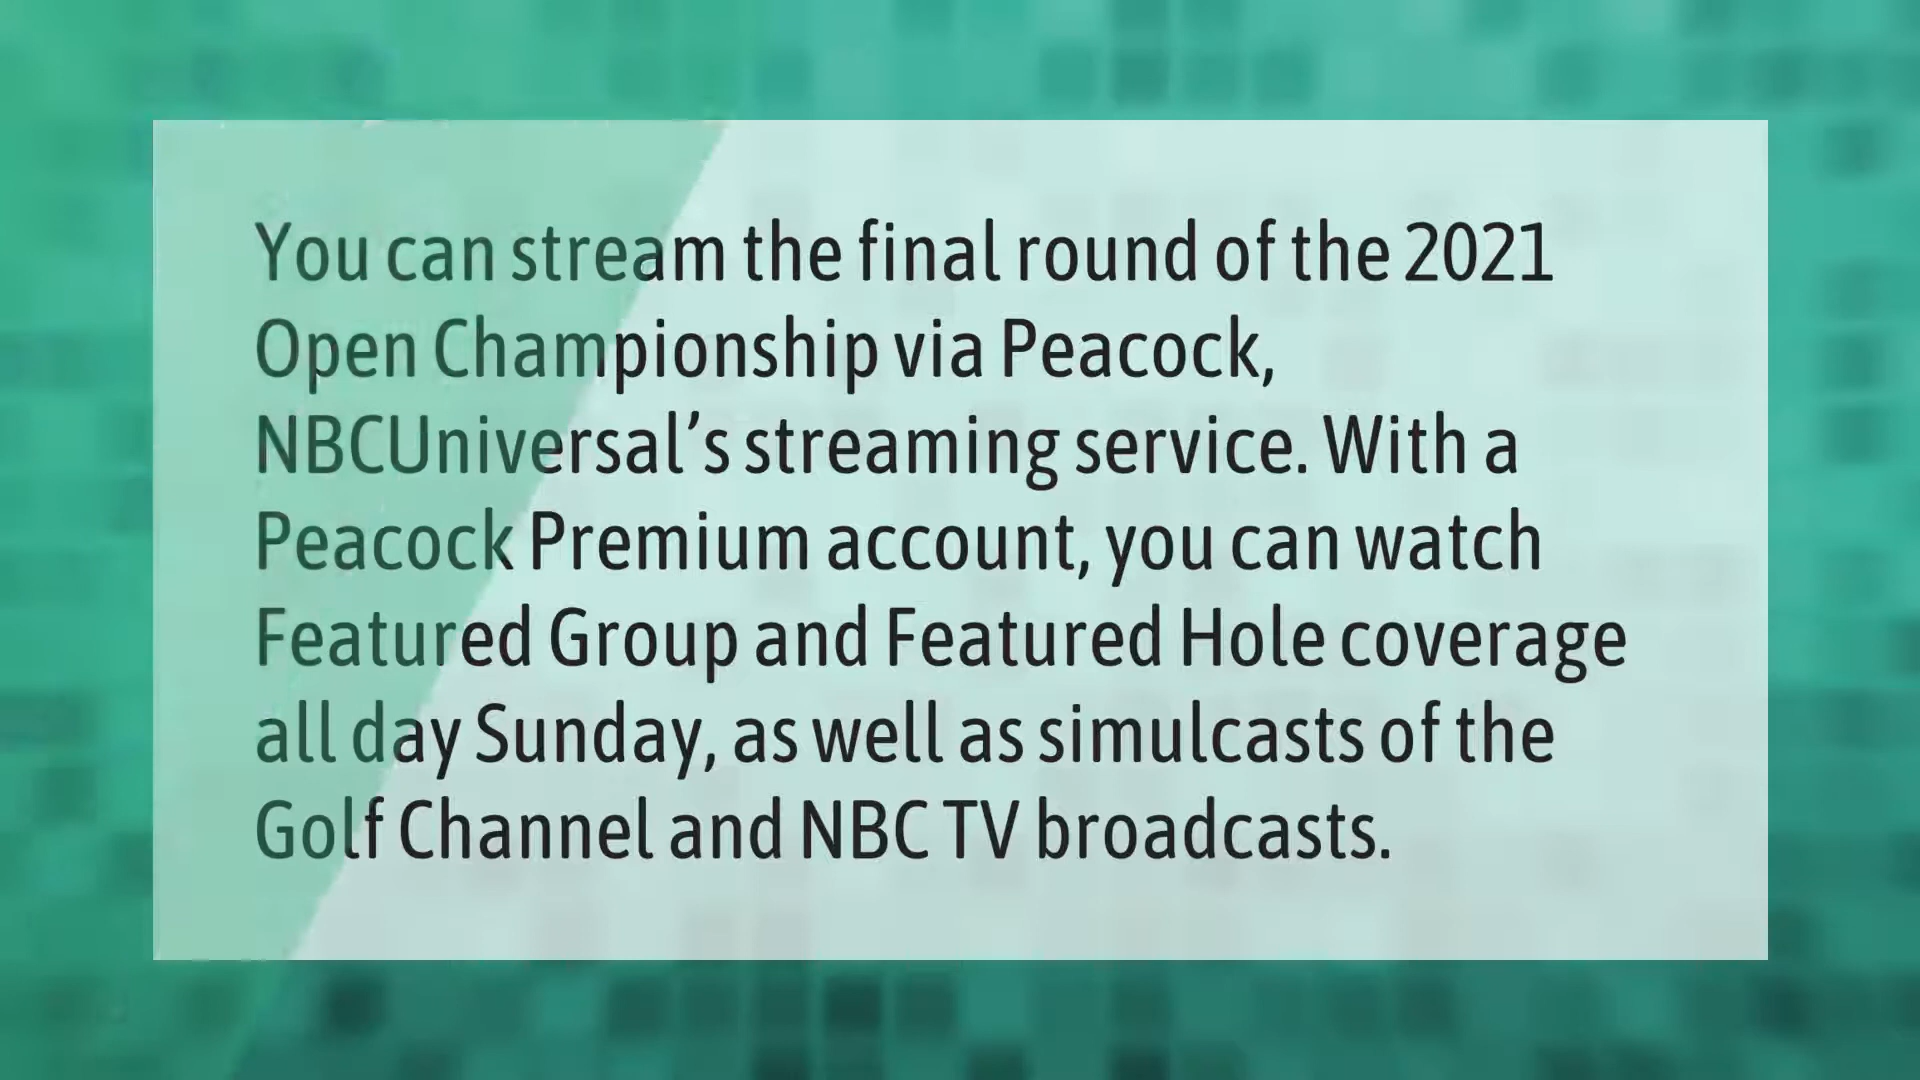 You can stream the final round of the 2021
Open Championship via Peacock,
NBCUniversal’s streaming service. With a
Peacock Premium account, you can watch
Featured Group and Featured Hole coverage
all day Sunday, as well as simulcasts of the
Golf Channel and NBC TV broadcasts.